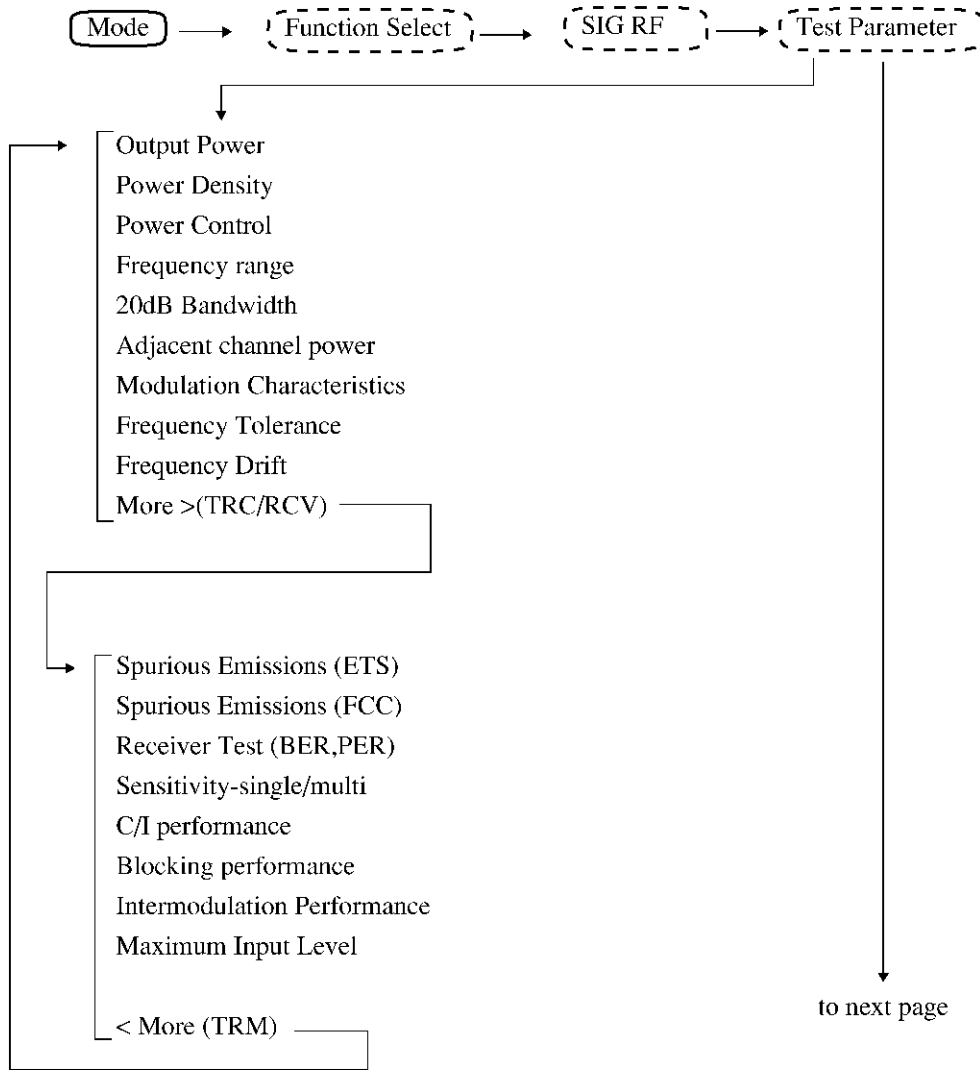 Mode
Function Select
SIG RF
Test Parameter
Output Power
Power Density
Power Control
Frequency range
20dB Bandwidth
Adjacent channel power
Modulation Characteristics
Frequency Tolerance
Frequency Drift
More >(TRC/RCV)
Spurious Emissions (ETS)
Spurious Emissions (FCC)
Receiver Test (BER,PER)
Sensitivity-single/multi
C/I performance
Blocking performance
Intermodulation Performance
Maximum Input Level
< More (TRM)
to next page